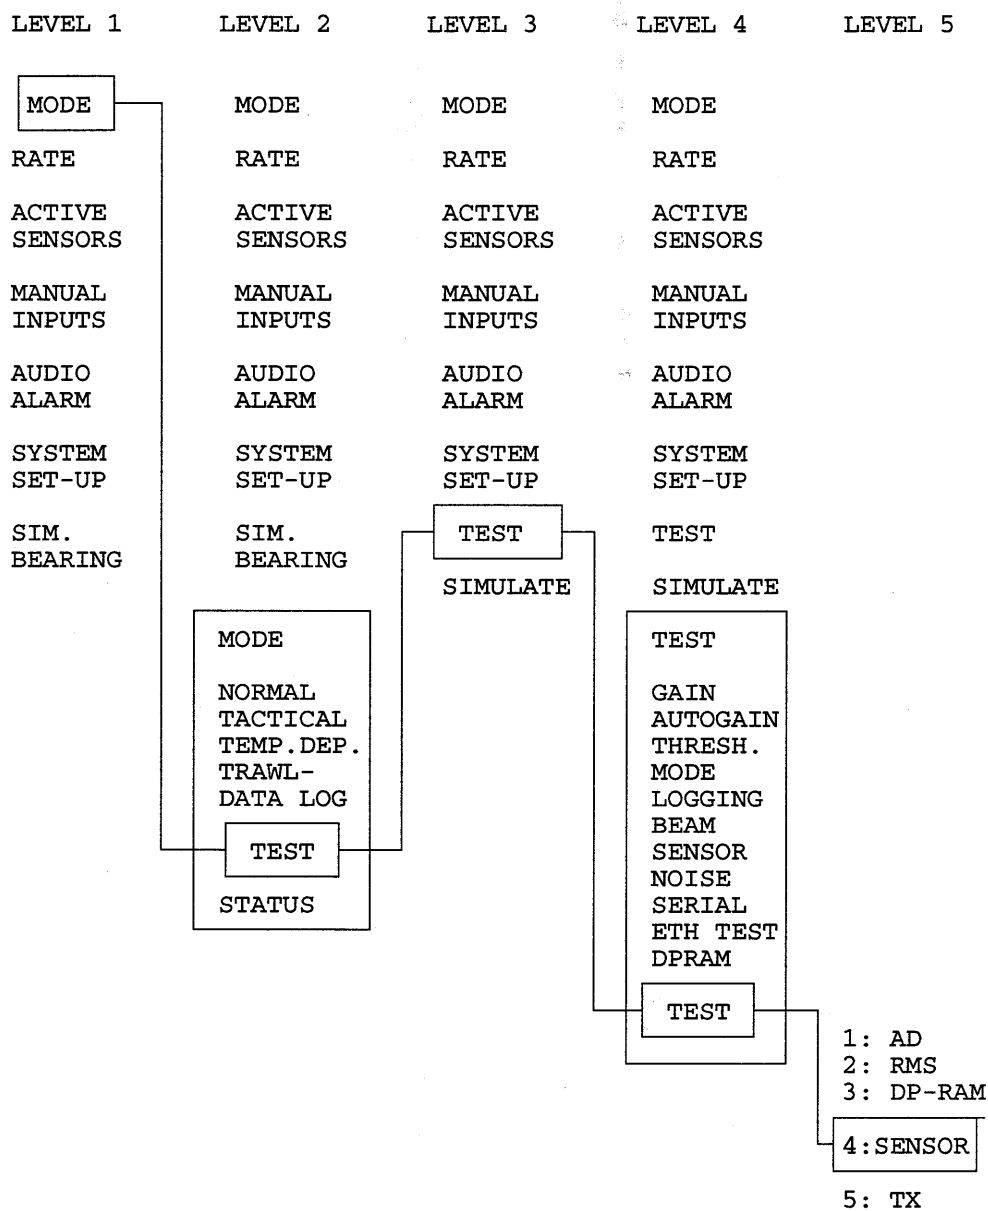 LEVEL 1 LEVEL 2 LEVEL 3 LEVEL 4 LEVEL 5
MODE MODE MODE MODE
RATE RATE RATE RATE
ACTIVE ACTIVE ACTIVE ACTIVE
SENSORS SENSORS SENSORS SENSORS
MANUAL MANUAL MANUAL MANUAL
INPUTS INPUTS INPUTS INPUTS
AUDIO AUDIO AUDIO AUDIO
ALARM ALARM ALARM ALARM
SYSTEM SYSTEM SYSTEM SYSTEM
SET-UP SET-UP SET-UP SET-UP
SIM. SIM. TEST TEST
BEARING BEARING
SIMULATE SIMULATE
MODE TEST
NORMAL GAIN
TACTICAL AUTOGAIN
TEMP.DEP. THRESH.
TRAWL- MODE
DATA LOG LOGGING
BEAM
TEST SENSOR
NOISE
STATUS SERIAL
ETH TEST
DPRAM
TEST
1: AD
2: RMS
3: DP-RAM
4:SENSOR
5: TX